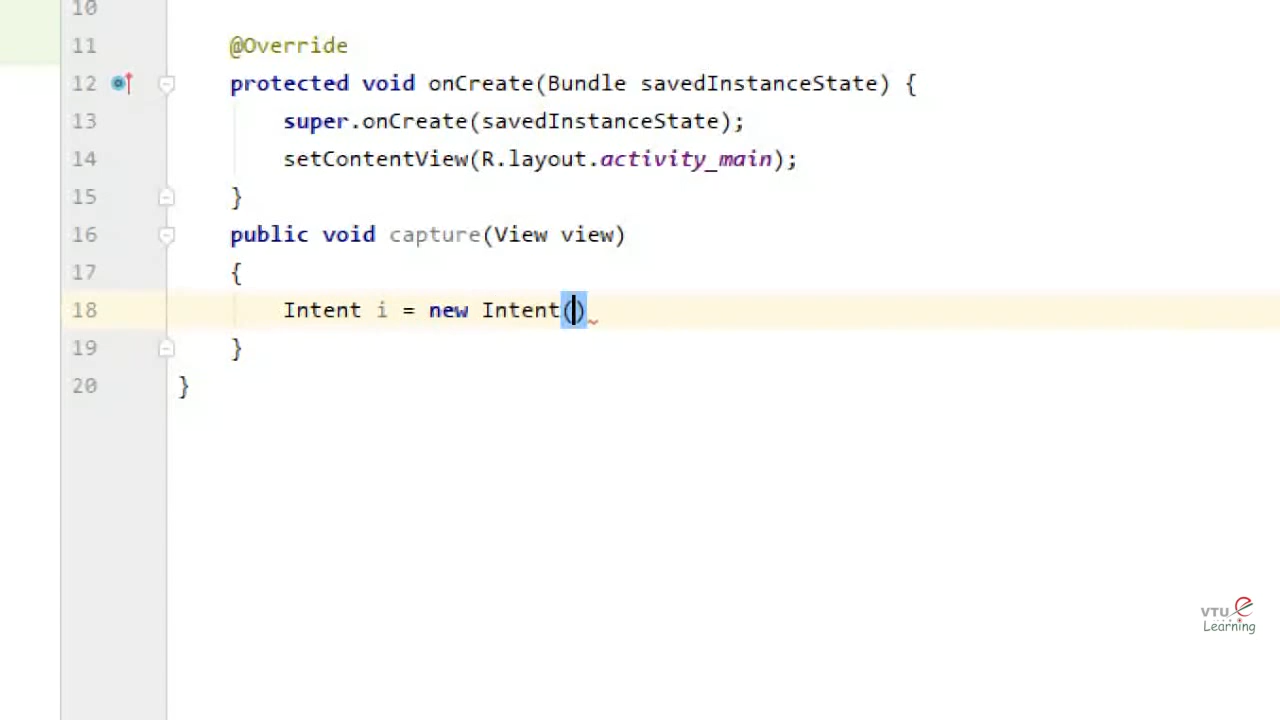 10
11 @Override
12 protected void onCreate(Bundle savedInstanceState) {
13 super.onCreate(savedInstanceState);
14 setContentView(R.layout.activity_main);
15 }
16 public void capture(View view)
17 {
18 Intent i = new Intent()
19 }
20 }
VTU e
Learning